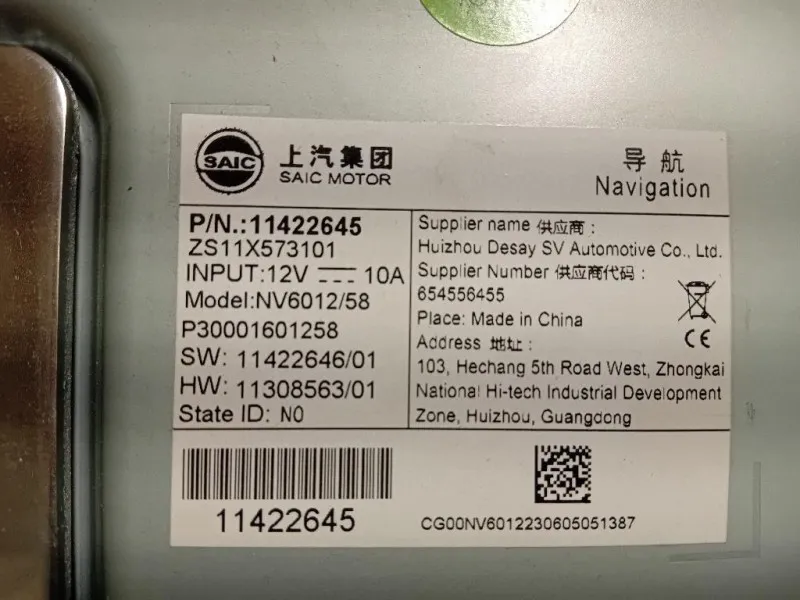 SAIC
上汽集团
SAIC MOTOR
导航
Navigation
P/N.:11422645
ZS11X573101
INPUT:12V 10A
Model:NV6012/58
P30001601258
SW: 11422646/01
HW: 11308563/01
State ID: N0
Supplier name 供应商:
Huizhou Desay SV Automotive Co., Ltd.
Supplier Number 供应商代码:
654556455
Place: Made in China
Address 地址:
103, Hechang 5th Road West, Zhongkai
National Hi-tech Industrial Development
Zone, Huizhou, Guangdong
CE
11422645
CG00NV6012230605051387